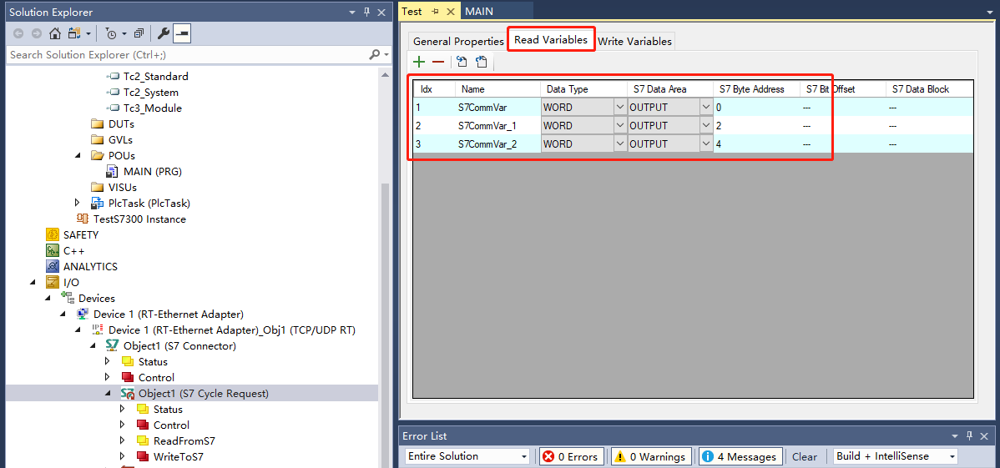 Solution Explorer
Search Solution Explorer (Ctrl+;)
Tc2_Standard
Tc2_System
Tc3_Module
DUTs
GVLs
POUs
MAIN (PRG)
VISUs
PlcTask (PlcTask)
TestS7300 Instance
SAFETY
C++
ANALYTICS
I/O
Devices
Device 1 (RT-Ethernet Adapter)
Device 1 (RT-Ethernet Adapter)_Obj1 (TCP/UDP RT)
Object1 (S7 Connector)
Status
Control
Object1 (S7 Cycle Request)
Status
Control
ReadFromS7
WriteToS7
Test MAIN
General Properties Read Variables Write Variables
Idx Name Data Type S7 Data Area S7 Byte Address S7 Bit Offset S7 Data Block
1 S7CommVar WORD OUTPUT 0 --- ---
2 S7CommVar_1 WORD OUTPUT 2 --- ---
3 S7CommVar_2 WORD OUTPUT 4 --- ---
Error List
Entire Solution 0 Errors 0 Warnings 4 Messages Clear Build + IntelliSense